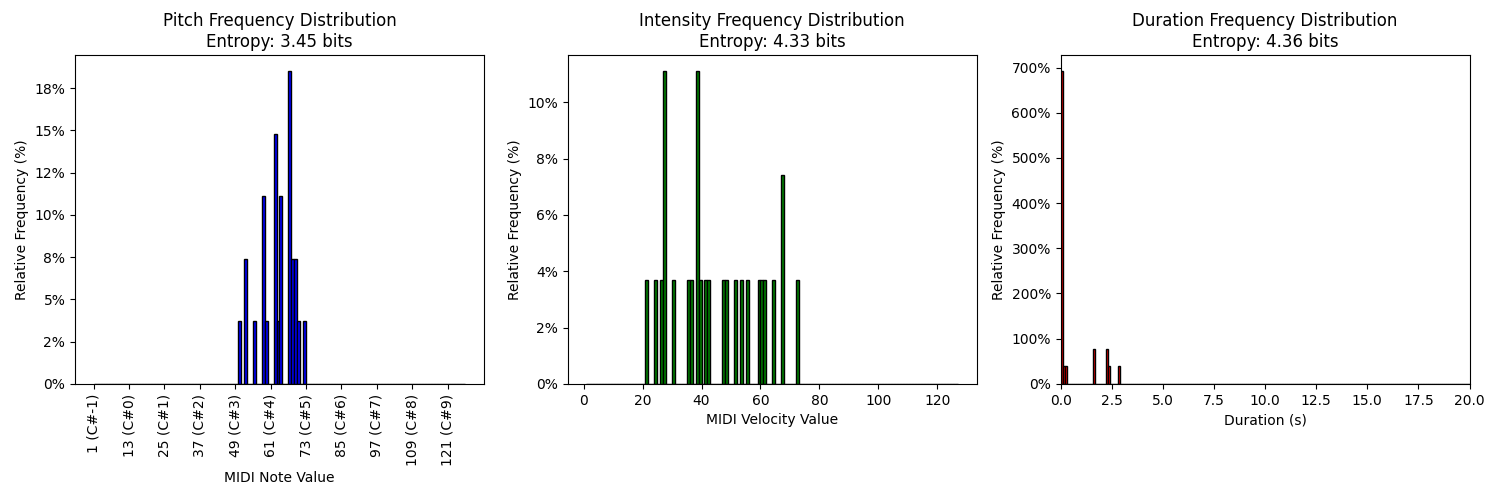 Pitch Frequency Distribution
Entropy: 3.45 bits
Relative Frequency (%)
18%
15%
12%
10%
8%
5%
2%
0%
1 (C#-1)
13 (C#0)
25 (C#1)
37 (C#2)
49 (C#3)
61 (C#4)
73 (C#5)
85 (C#6)
97 (C#7)
109 (C#8)
121 (C#9)
MIDI Note Value
Intensity Frequency Distribution
Entropy: 4.33 bits
Relative Frequency (%)
10%
8%
6%
4%
2%
0%
0 20 40 60 80 100 120
MIDI Velocity Value
Duration Frequency Distribution
Entropy: 4.36 bits
Relative Frequency (%)
700%
600%
500%
400%
300%
200%
100%
0%
0.0 2.5 5.0 7.5 10.0 12.5 15.0 17.5 20.0
Duration (s)